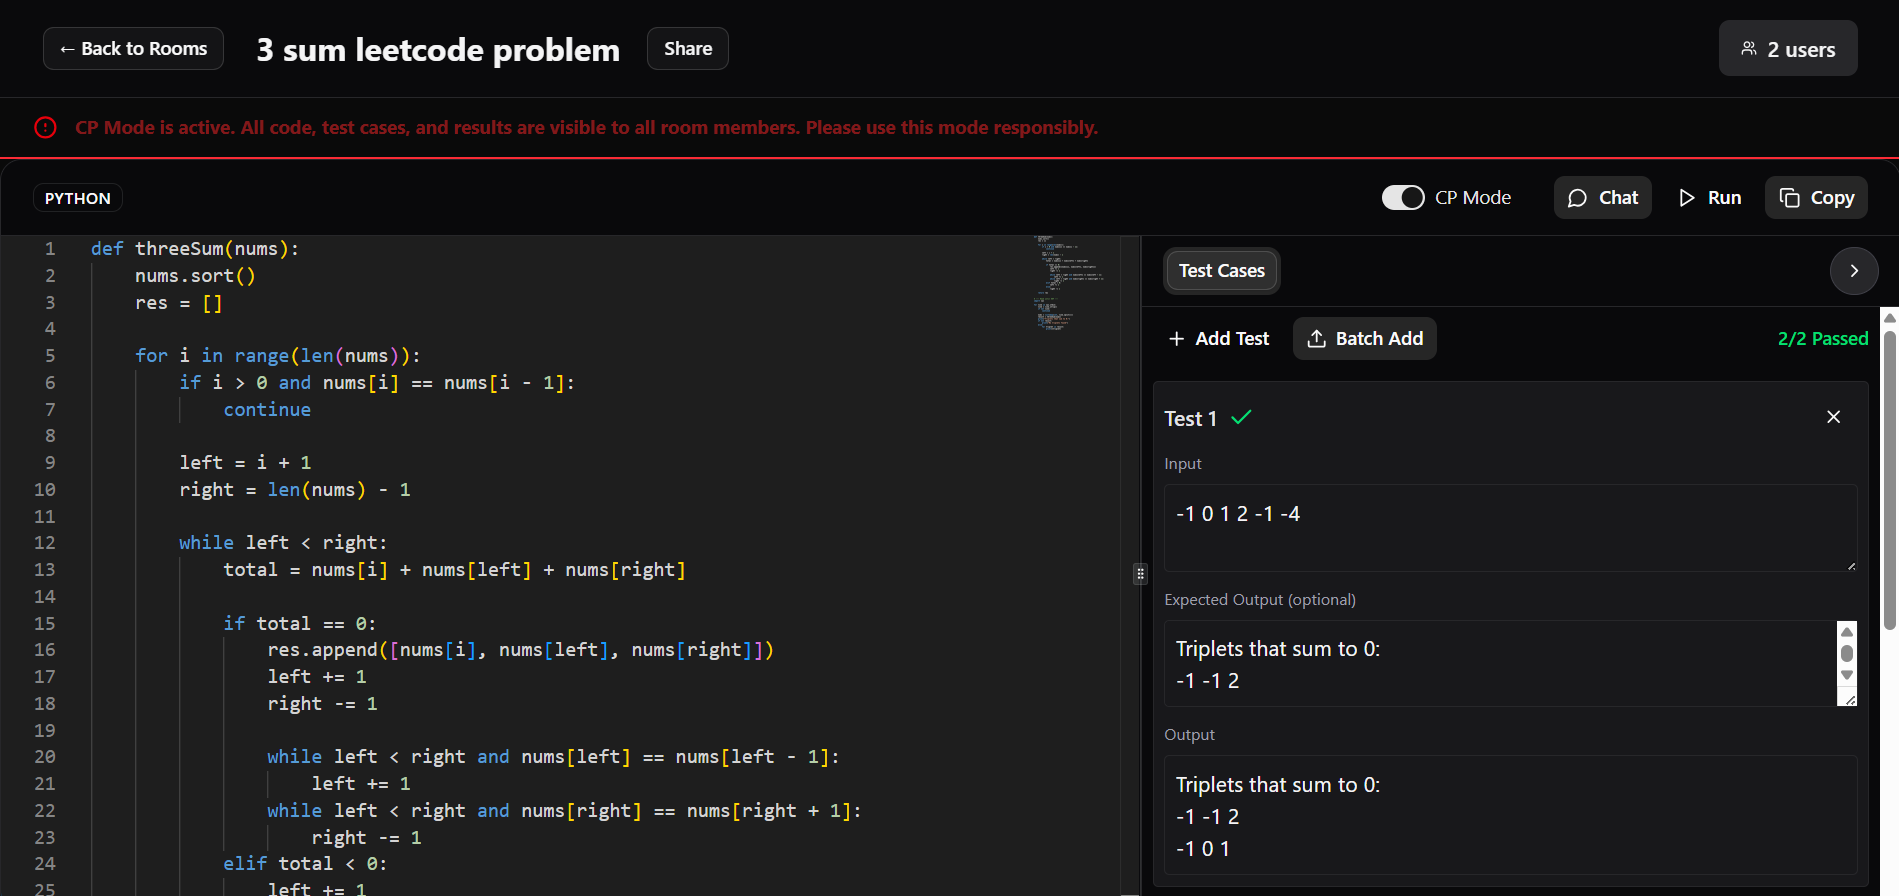 ← Back to Rooms
3 sum leetcode problem
Share
2 users
CP Mode is active. All code, test cases, and results are visible to all room members. Please use this mode responsibly.
PYTHON
CP Mode
Chat
Run
Copy
1 def threeSum(nums):
2     nums.sort()
3     res = []
4
5     for i in range(len(nums)):
6         if i > 0 and nums[i] == nums[i - 1]:
7             continue
8
9         left = i + 1
10         right = len(nums) - 1
11
12         while left < right:
13             total = nums[i] + nums[left] + nums[right]
14
15             if total == 0:
16                 res.append([nums[i], nums[left], nums[right]])
17                 left += 1
18                 right -= 1
19
20                 while left < right and nums[left] == nums[left - 1]:
21                     left += 1
22                 while left < right and nums[right] == nums[right + 1]:
23                     right -= 1
24             elif total < 0:
25                 left += 1
Test Cases
+ Add Test
Batch Add
2/2 Passed
Test 1
Input
-1 0 1 2 -1 -4
Expected Output (optional)
Triplets that sum to 0:
-1 -1 2
Output
Triplets that sum to 0:
-1 -1 2
-1 0 1